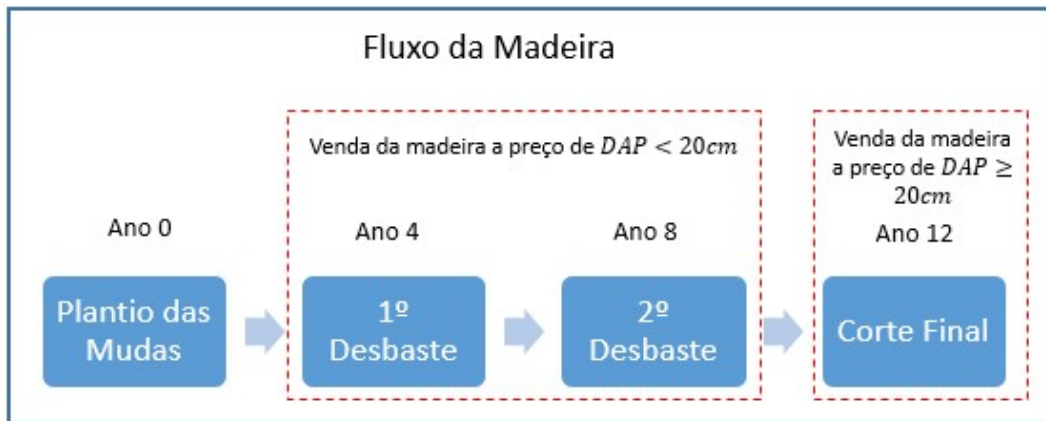 Fluxo da Madeira
Venda da madeira a preço de DAP < 20cm
Venda da madeira
a preço de DAP ≥
20cm
Ano 0
Ano 4
Ano 8
Ano 12
Plantio das
Mudas
1º
Desbaste
2º
Desbaste
Corte Final